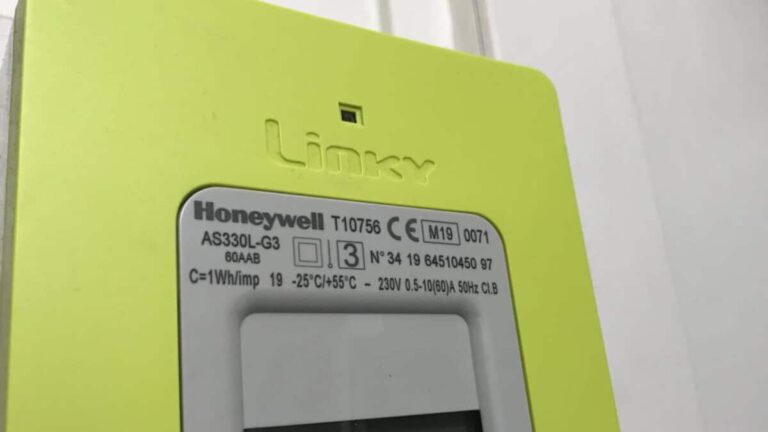 Linky
Honeywell T10756 CE M19 0071
AS330L-G3
60AAB
3 N° 34 19 64510450 97
C=1Wh/imp 19 -25°C/+55°C ~ 230V 0.5-10(60)A 50Hz Cl.B